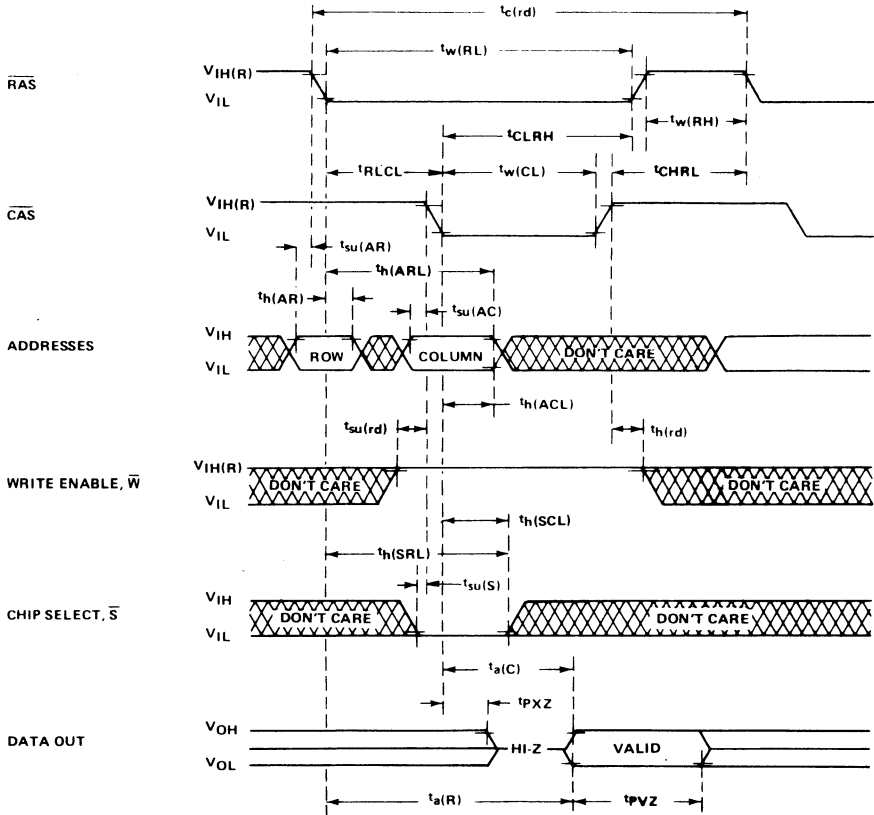 tc(rd)
tw(RL)
RAS
VIH(R)
VIL
tw(RH)
tCLRH
tRLCL
tw(CL)
tCHRL
CAS
VIH(R)
VIL
tsu(AR)
th(ARL)
th(AR)
tsu(AC)
ADDRESSES
VIH
VIL
ROW
COLUMN
DON'T CARE
th(ACL)
tsu(rd)
th(rd)
WRITE ENABLE, W
VIH(R)
VIL
DON'T CARE
DON'T CARE
th(SCL)
th(SRL)
tsu(S)
CHIP SELECT, S
VIH
VIL
DON'T CARE
DON'T CARE
ta(C)
tPXZ
DATA OUT
VOH
VOL
HI-Z
VALID
ta(R)
tPVZ